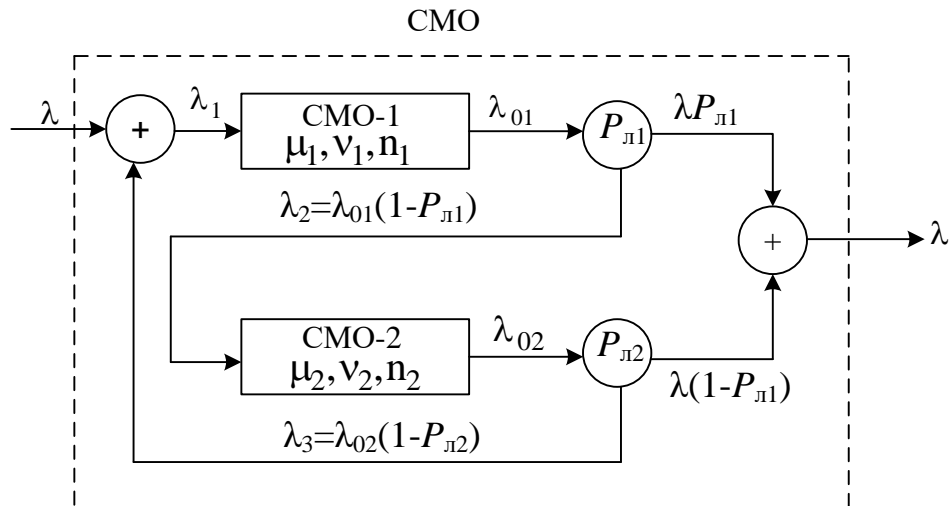 СМО
λ
+
λ₁
СМО-1
μ₁,ν₁,n₁
λ₀₁
Pл1
λPл1
λ₂=λ₀₁(1-Pл1)
+
λ
СМО-2
μ₂,ν₂,n₂
λ₀₂
Pл2
λ(1-Pл1)
λ₃=λ₀₂(1-Pл2)